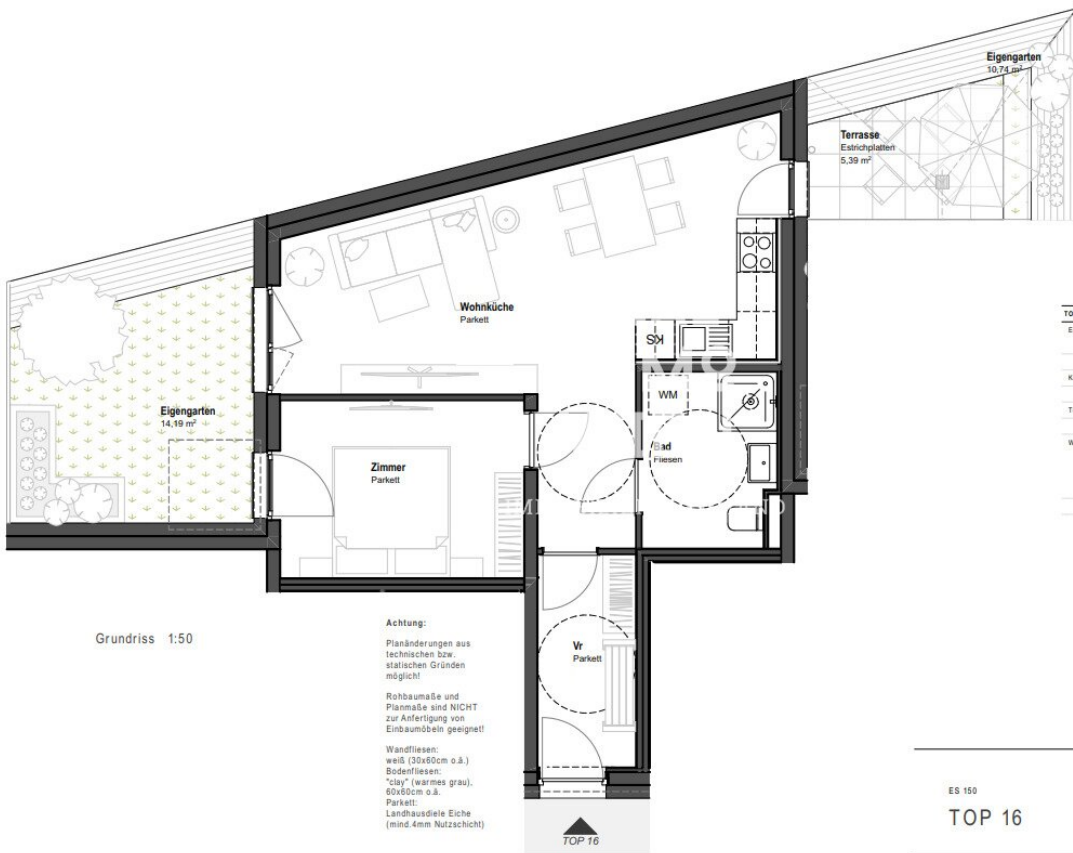 Eigengarten
10,74 m²
Terrasse
Estrichplatten
5,39 m²
Wohnküche
Parkett
KS
TO
E
K
T
W
WM
Bad
Fliesen
Eigengarten
14,19 m²
Zimmer
Parkett
Grundriss 1:50
Achtung:
Planänderungen aus
technischen bzw.
statischen Gründen
möglich!
Rohbaumaße und
Planmaße sind NICHT
zur Anfertigung von
Einbaumöbeln geeignet!
Wandfliesen:
weiß (30x60cm o.ä.)
Bodenfliesen:
"clay" (warmes grau),
60x60cm o.ä.
Parkett:
Landhausdiele Eiche
(mind.4mm Nutzschicht)
Vr
Parkett
TOP 16
ES 150
TOP 16